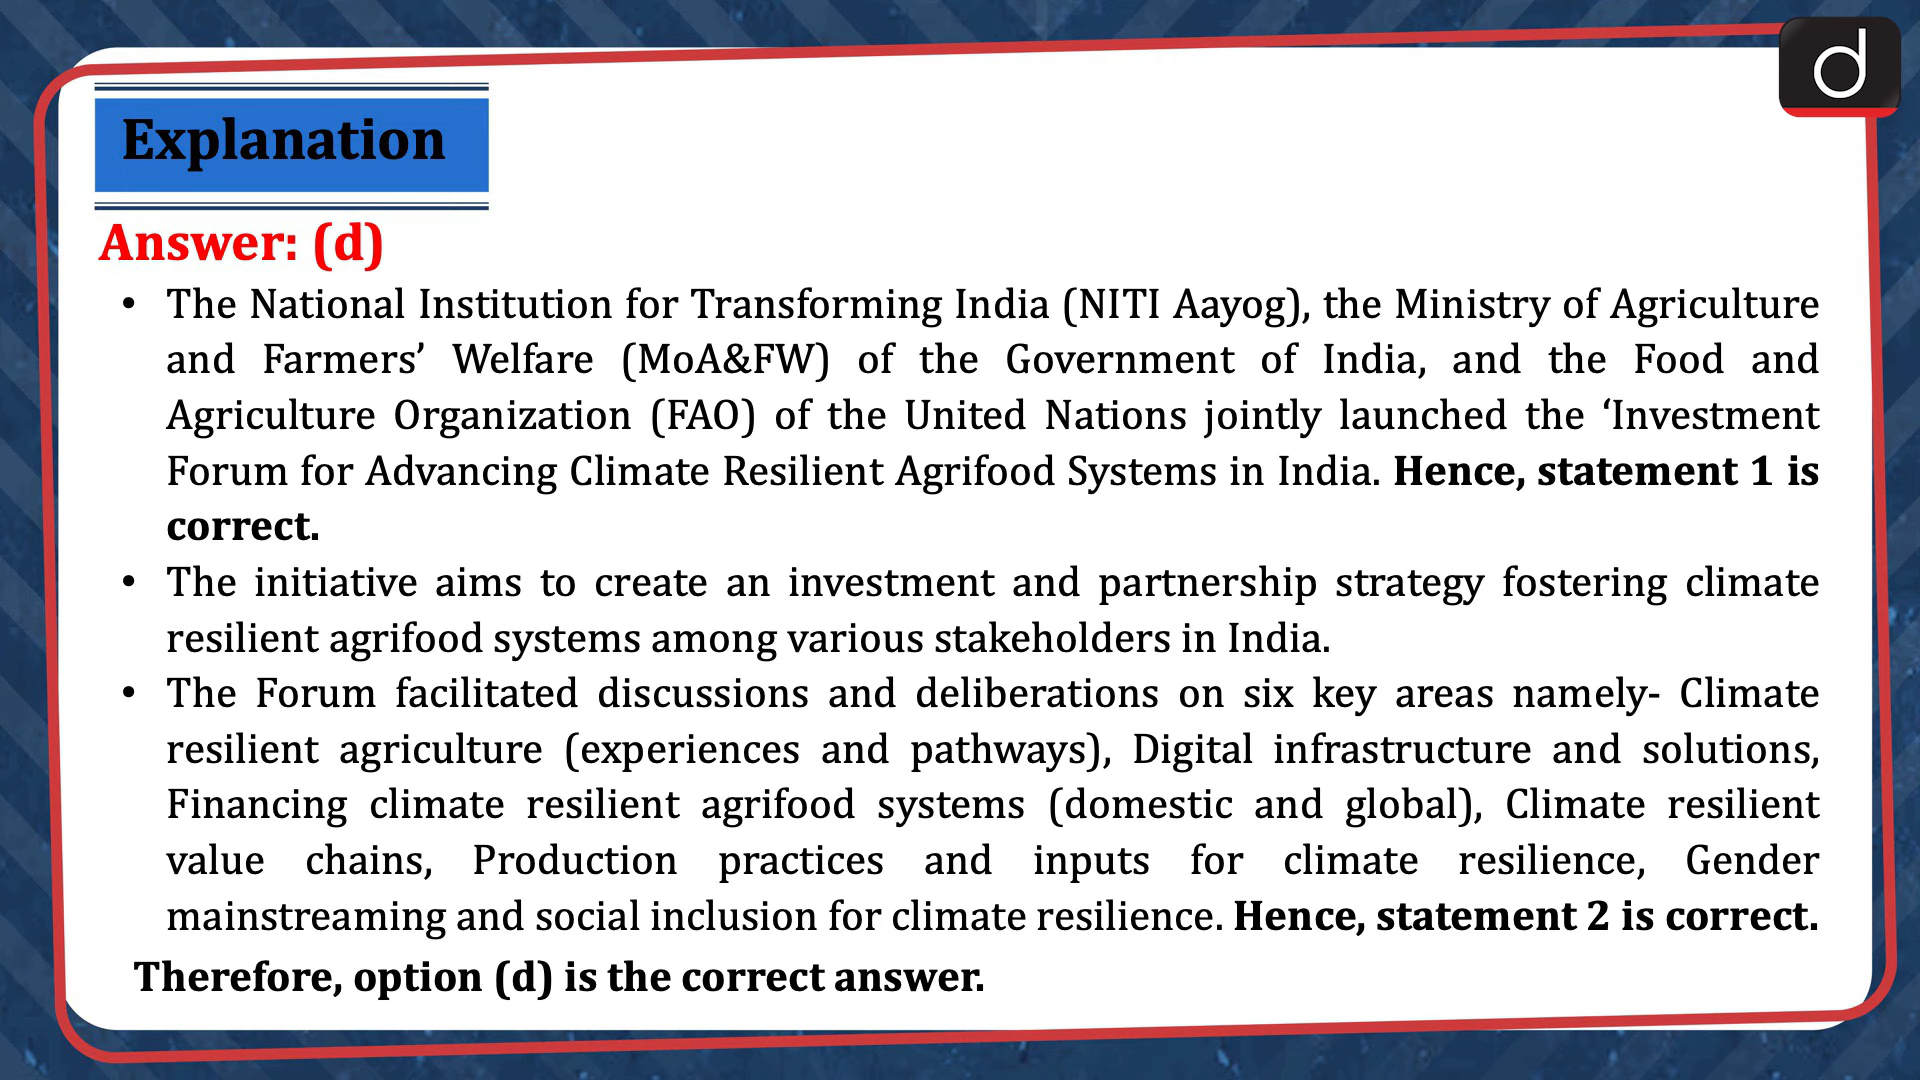 d
Explanation
Answer: (d)
• The National Institution for Transforming India (NITI Aayog), the Ministry of Agriculture
and Farmers’ Welfare (MoA&FW) of the Government of India, and the Food and
Agriculture Organization (FAO) of the United Nations jointly launched the ‘Investment
Forum for Advancing Climate Resilient Agrifood Systems in India. Hence, statement 1 is
correct.
• The initiative aims to create an investment and partnership strategy fostering climate
resilient agrifood systems among various stakeholders in India.
• The Forum facilitated discussions and deliberations on six key areas namely- Climate
resilient agriculture (experiences and pathways), Digital infrastructure and solutions,
Financing climate resilient agrifood systems (domestic and global), Climate resilient
value chains, Production practices and inputs for climate resilience, Gender
mainstreaming and social inclusion for climate resilience. Hence, statement 2 is correct.
Therefore, option (d) is the correct answer.